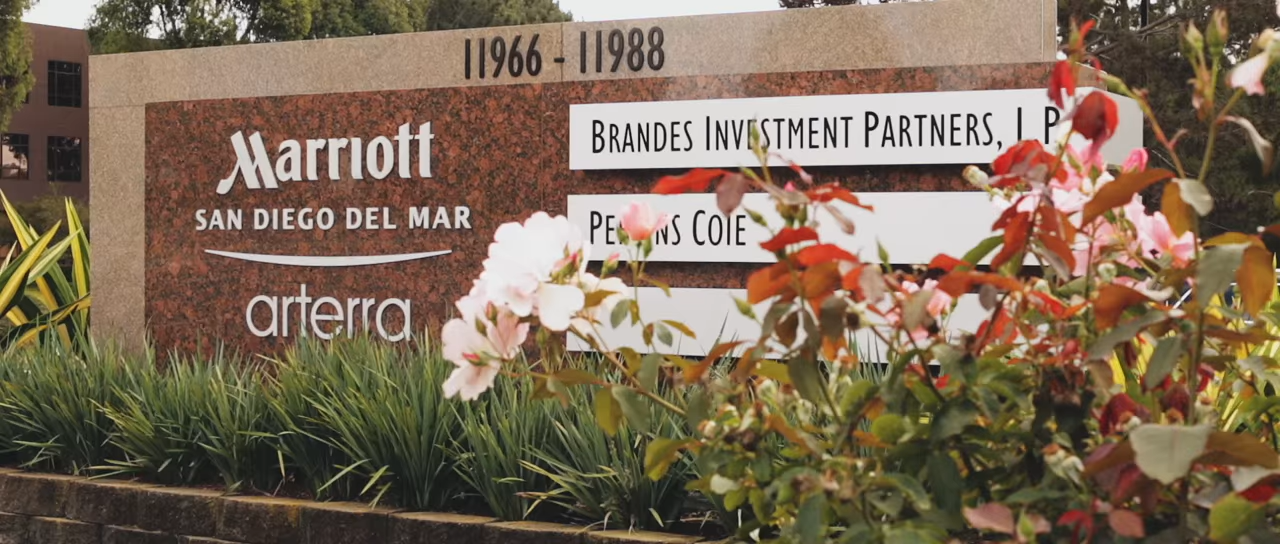 11966 - 11988
Marriott
SAN DIEGO DEL MAR
arterra
BRANDES INVESTMENT PARTNERS, L.P.
COIE